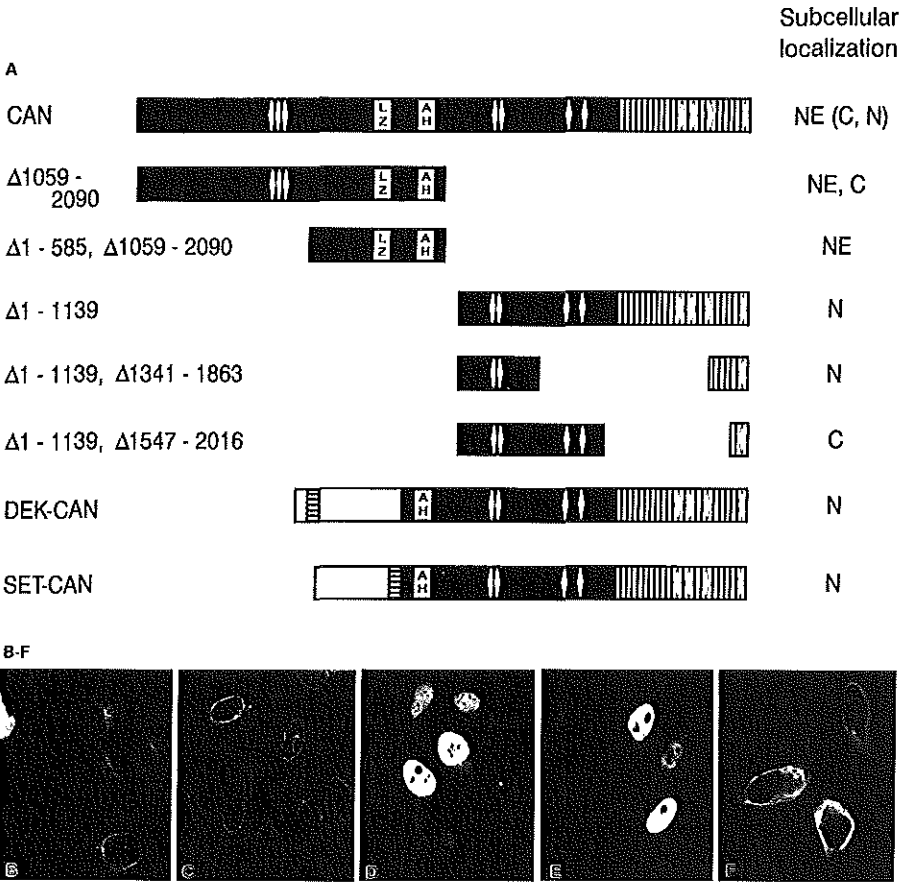 Subcellular
localization
A
CAN
L Z
A H
NE (C, N)
Δ1059 -
2090
L Z
A H
NE, C
Δ1 - 585, Δ1059 - 2090
L Z
A H
NE
Δ1 - 1139
N
Δ1 - 1139, Δ1341 - 1863
N
Δ1 - 1139, Δ1547 - 2016
C
DEK-CAN
A H
N
SET-CAN
A H
N
B-F
B
C
D
E
F